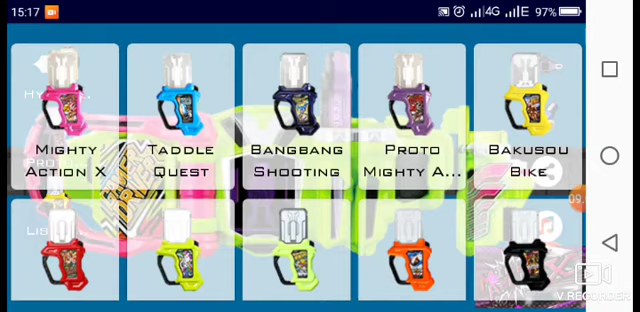 15:17
4G
E
97%
MIGHTY ACTION X
TADDLE QUEST
BANGBANG SHOOTING
PROTO MIGHTY A...
BAKUSOU BIKE
V RECORDER